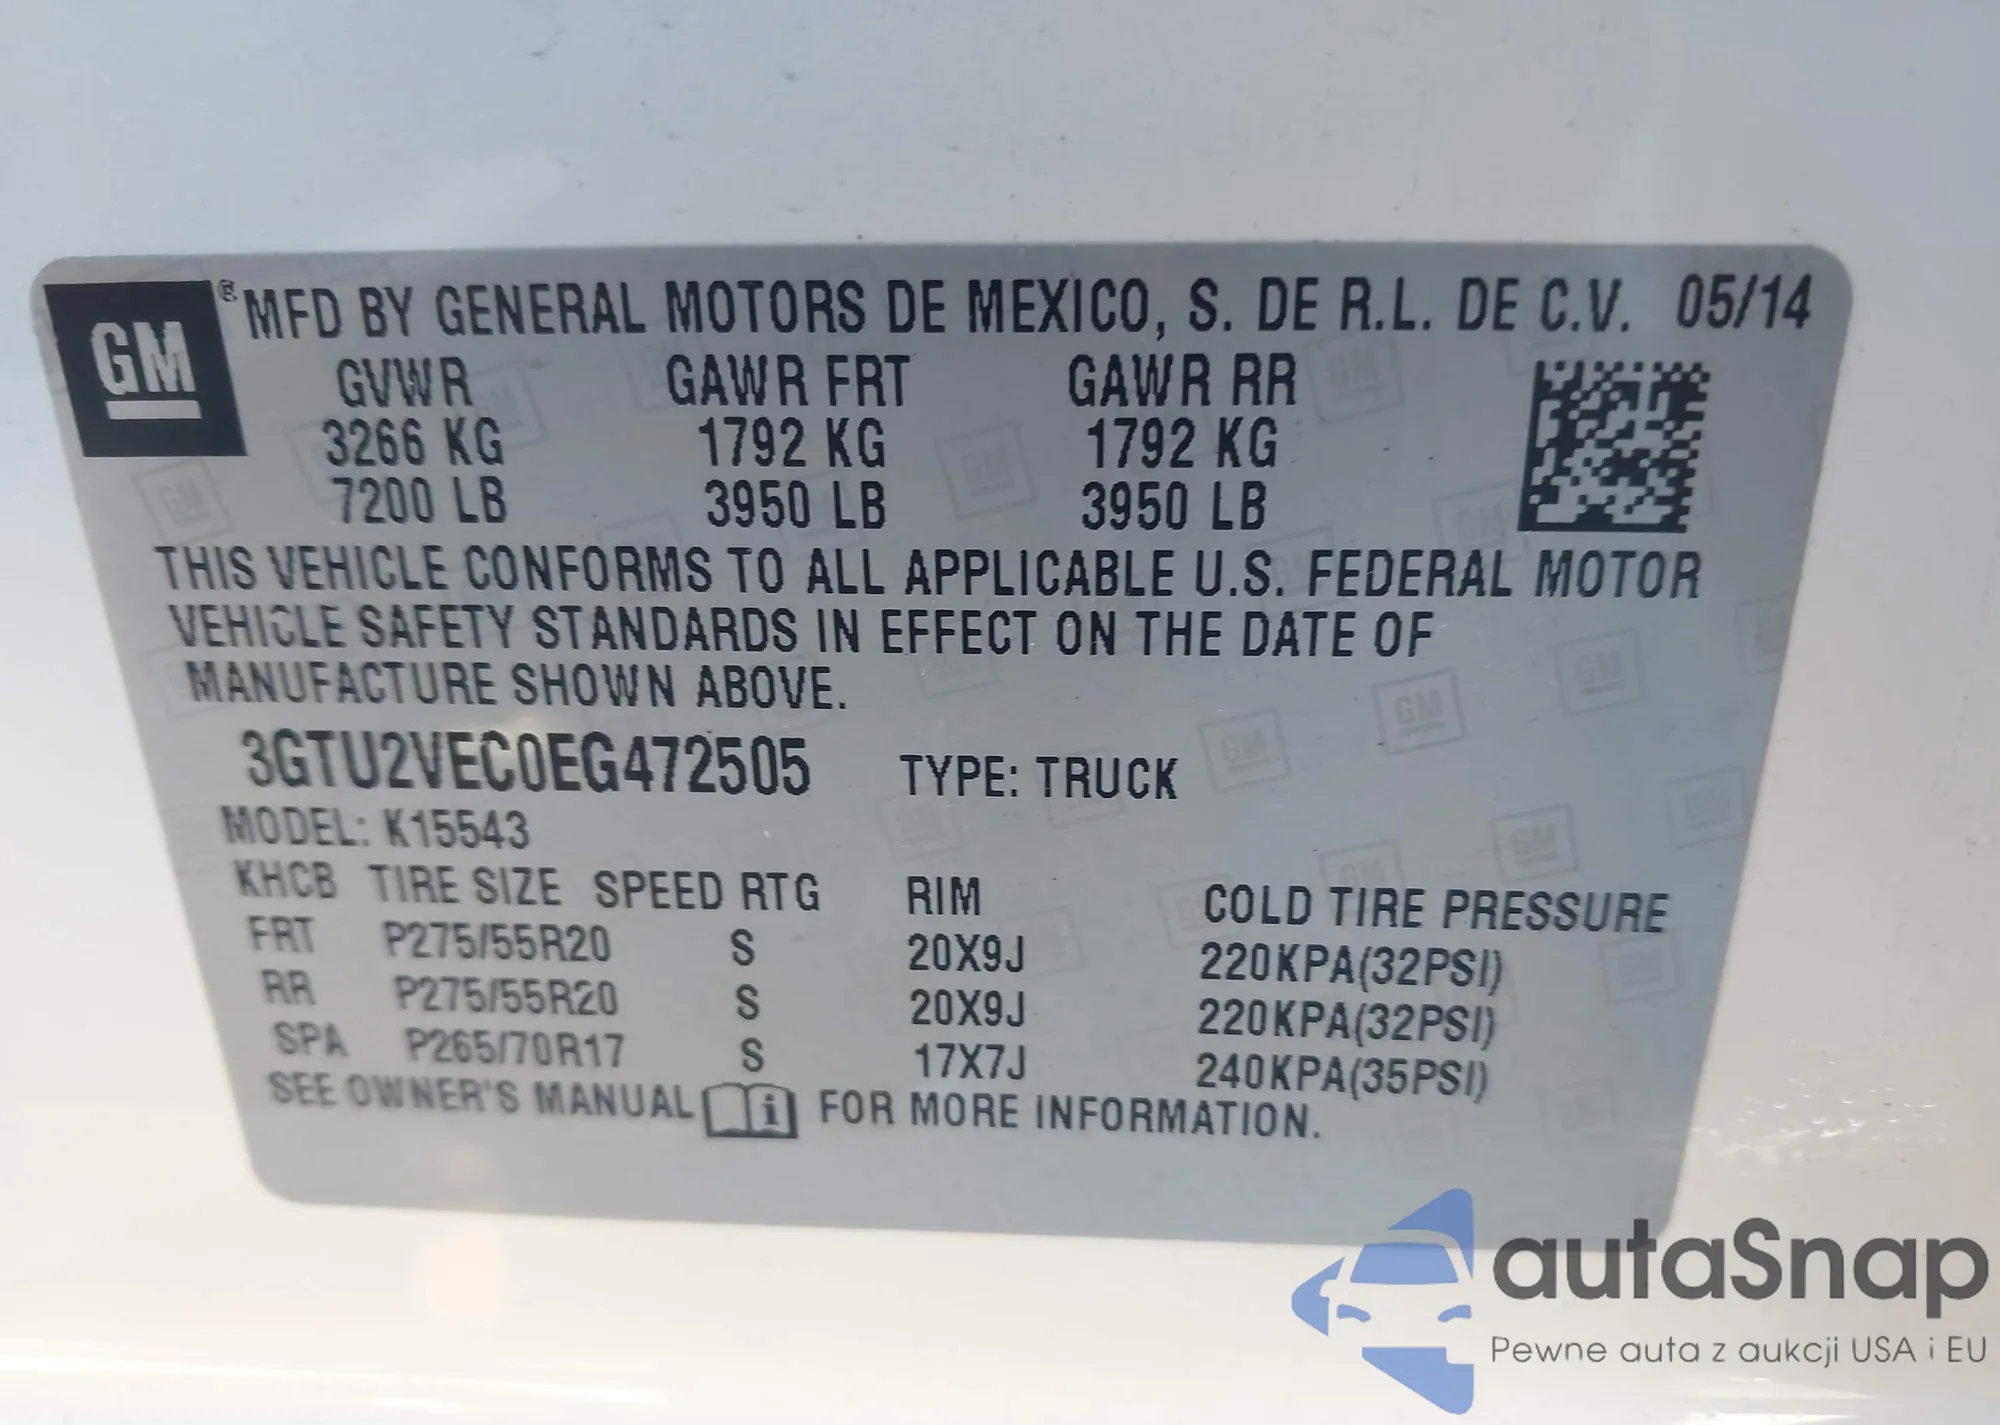 GM ® MFD BY GENERAL MOTORS DE MEXICO, S. DE R.L. DE C.V. 05/14
GVWR GAWR FRT GAWR RR
3266 KG 1792 KG 1792 KG
7200 LB 3950 LB 3950 LB
THIS VEHICLE CONFORMS TO ALL APPLICABLE U.S. FEDERAL MOTOR
VEHICLE SAFETY STANDARDS IN EFFECT ON THE DATE OF
MANUFACTURE SHOWN ABOVE.
3GTU2VEC0EG472505 TYPE: TRUCK
MODEL: K15543
KHCB TIRE SIZE SPEED RTG RIM COLD TIRE PRESSURE
FRT P275/55R20 S 20X9J 220KPA(32PSI)
RR P275/55R20 S 20X9J 220KPA(32PSI)
SPA P265/70R17 S 17X7J 240KPA(35PSI)
SEE OWNER'S MANUAL i FOR MORE INFORMATION.
autaSnap
Pewne auta z aukcji USA i EU